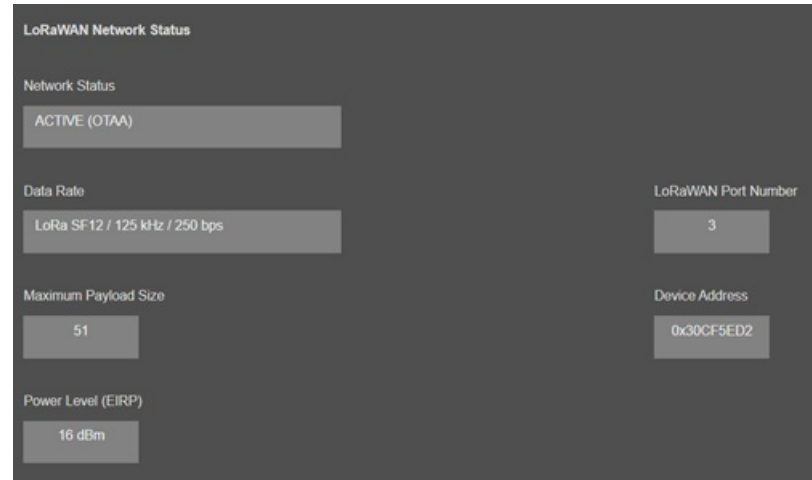 LoRaWAN Network Status
Network Status
ACTIVE (OTAA)
Data Rate
LoRaWAN Port Number
LoRa SF12 / 125 kHz / 250 bps
3
Maximum Payload Size
Device Address
51
0x30CF5ED2
Power Level (EIRP)
16 dBm